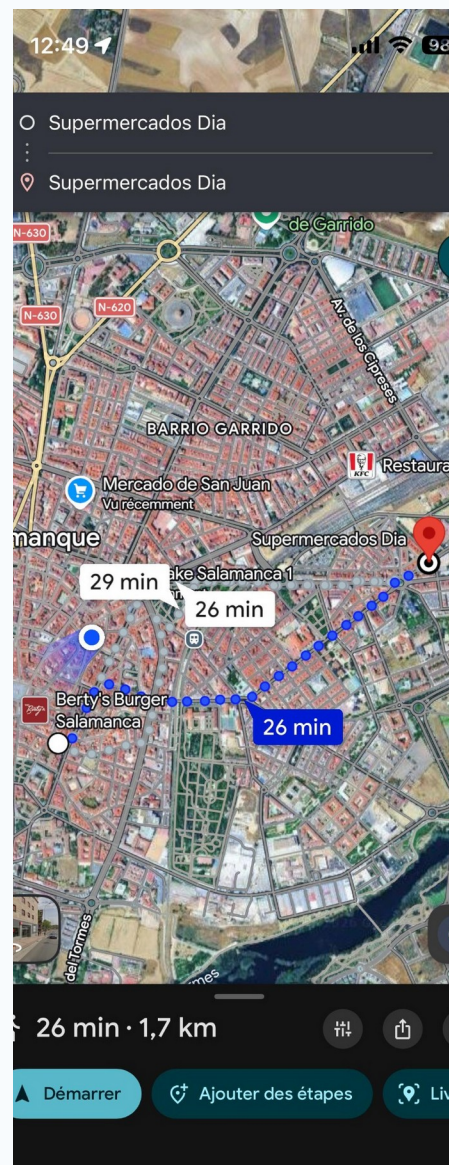 12:49
98
Supermercados Dia
Supermercados Dia
N-630
de Garrido
N-620
N-630
Av. de los Cipreses
BARRIO GARRIDO
KFC
Restaura
Mercado de San Juan
Vu récemment
manque
Supermercados Dia
ake Salamanca 1
29 min
26 min
Berty's Burger
Salamanca
26 min
del Tormes
mes
26 min · 1,7 km
Démarrer
Ajouter des étapes
Liv